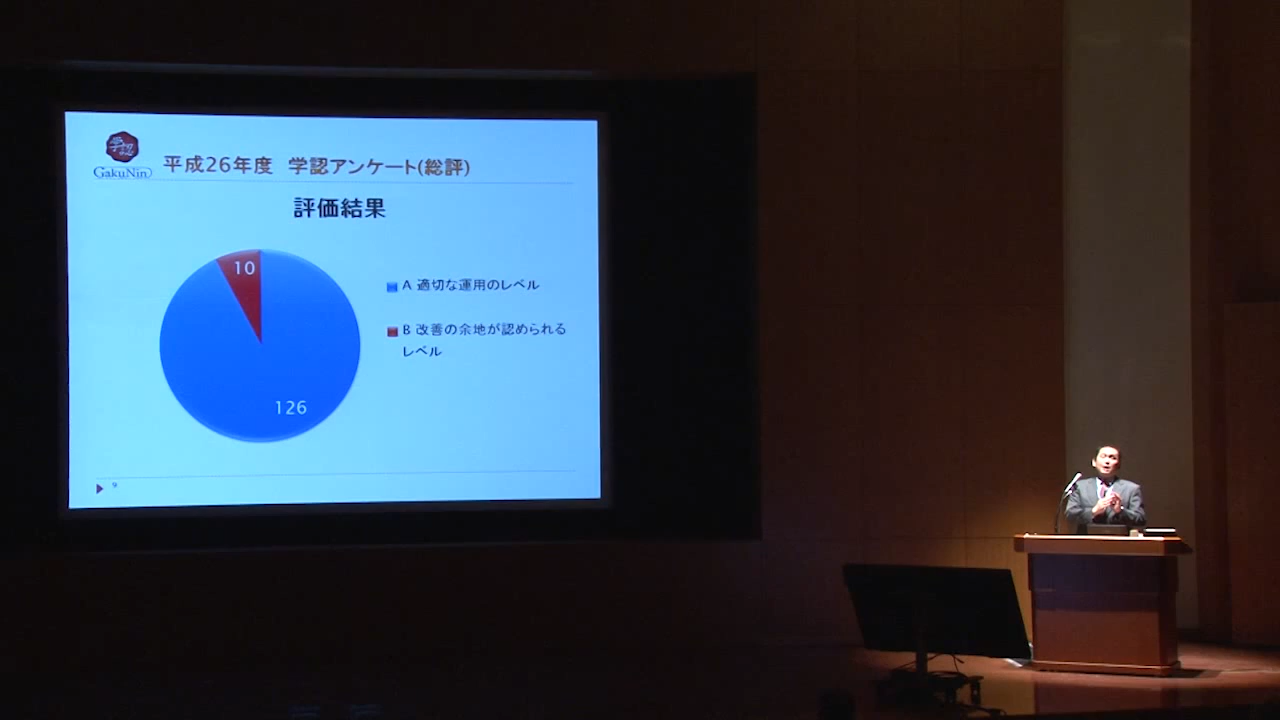 学認
GakuNin
平成26年度 学認アンケート(総評)
評価結果
10
126
A 適切な運用のレベル
B 改善の余地が認められる
レベル
9